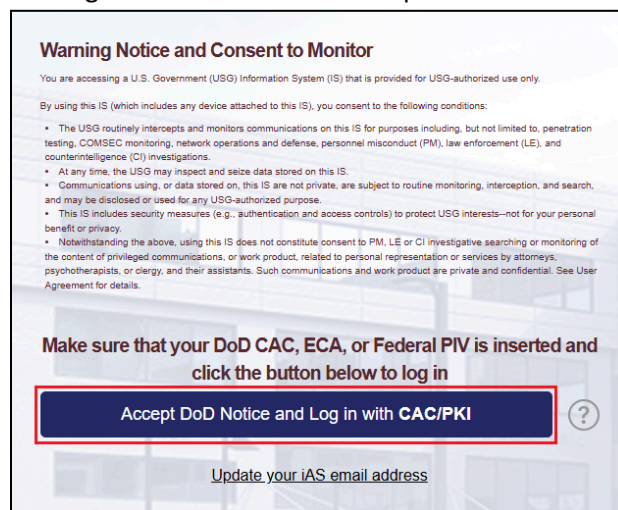 Warning Notice and Consent to Monitor
You are accessing a U.S. Government (USG) Information System (IS) that is provided for USG-authorized use only.
By using this IS (which includes any device attached to this IS), you consent to the following conditions:
• The USG routinely intercepts and monitors communications on this IS for purposes including, but not limited to, penetration
testing, COMSEC monitoring, network operations and defense, personnel misconduct (PM), law enforcement (LE), and
counterintelligence (CI) investigations.
• At any time, the USG may inspect and seize data stored on this IS.
• Communications using, or data stored on, this IS are not private, are subject to routine monitoring, interception, and search,
and may be disclosed or used for any USG-authorized purpose.
• This IS includes security measures (e.g., authentication and access controls) to protect USG interests--not for your personal
benefit or privacy.
• Notwithstanding the above, using this IS does not constitute consent to PM, LE or CI investigative searching or monitoring of
the content of privileged communications, or work product, related to personal representation or services by attorneys,
psychotherapists, or clergy, and their assistants. Such communications and work product are private and confidential. See User
Agreement for details.
Make sure that your DoD CAC, ECA, or Federal PIV is inserted and
click the button below to log in
Accept DoD Notice and Log in with CAC/PKI
?
Update your iAS email address